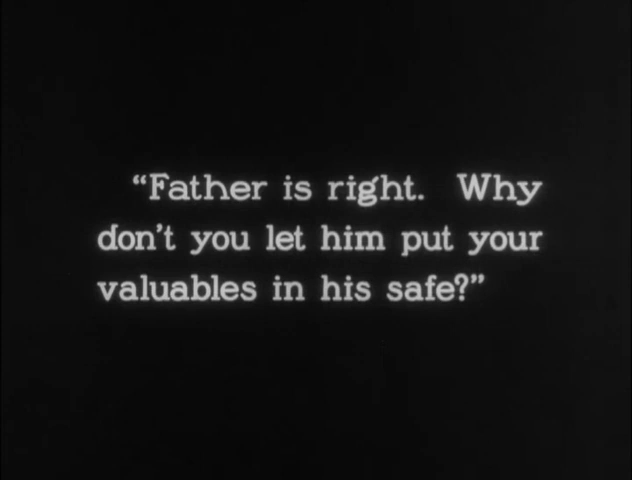 “Father is right. Why
don’t you let him put your
valuables in his safe?”